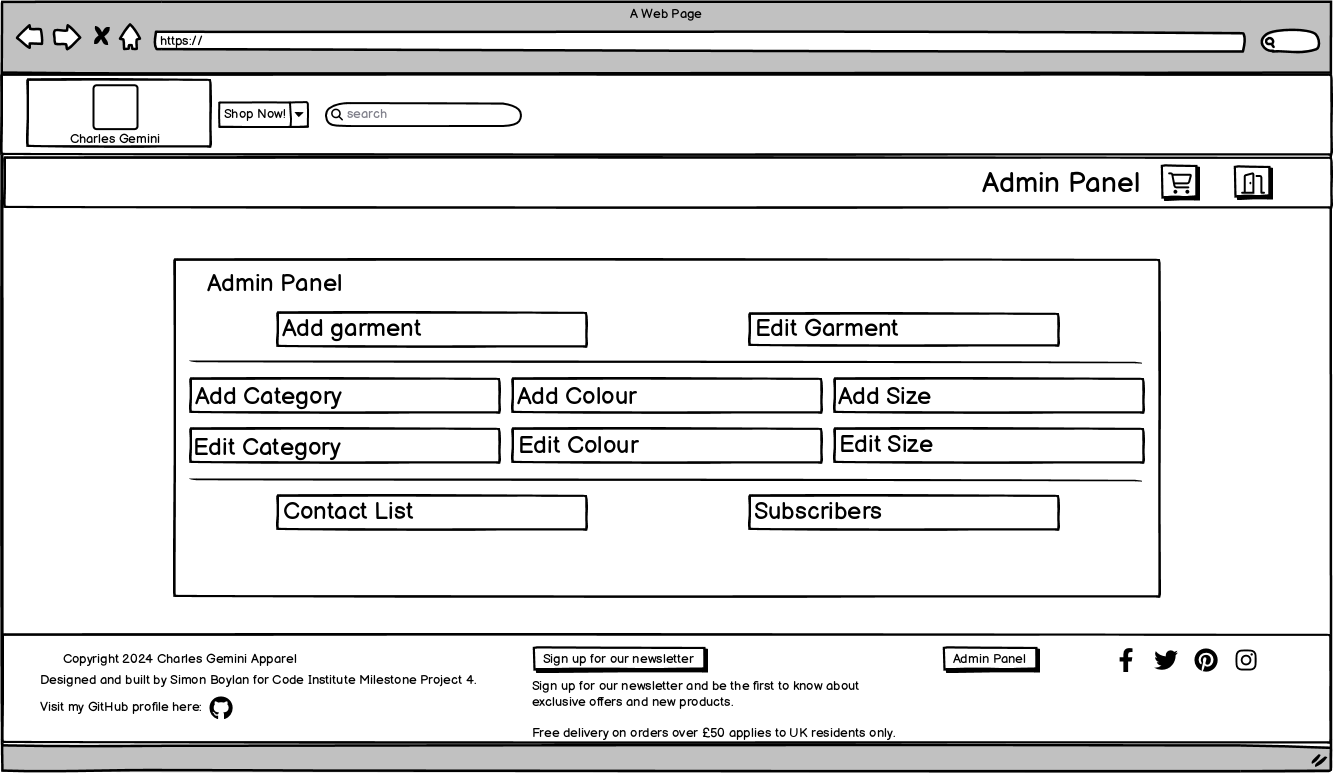 A Web Page
https://
Charles Gemini
Shop Now!
search
Admin Panel
Admin Panel
Add garment
Edit Garment
Add Category
Add Colour
Add Size
Edit Category
Edit Colour
Edit Size
Contact List
Subscribers
Copyright 2024 Charles Gemini Apparel
Designed and built by Simon Boylan for Code Institute Milestone Project 4.
Visit my GitHub profile here:
Sign up for our newsletter
Sign up for our newsletter and be the first to know about
exclusive offers and new products.
Free delivery on orders over £50 applies to UK residents only.
Admin Panel